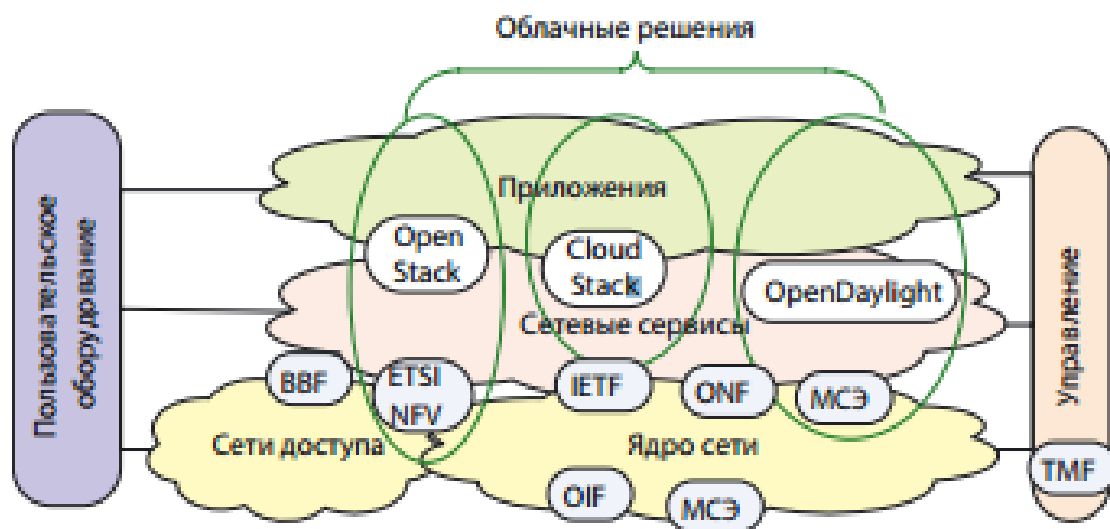 Облачные решения
Пользовательское
оборудование
Приложения
Open
Stack
Cloud
Stack
OpenDaylight
Сетевые сервисы
BBF
ETSI
NFV
IETF
ONF
МСЭ
Сети доступа
Ядро сети
OIF
МСЭ
Управление
TMF